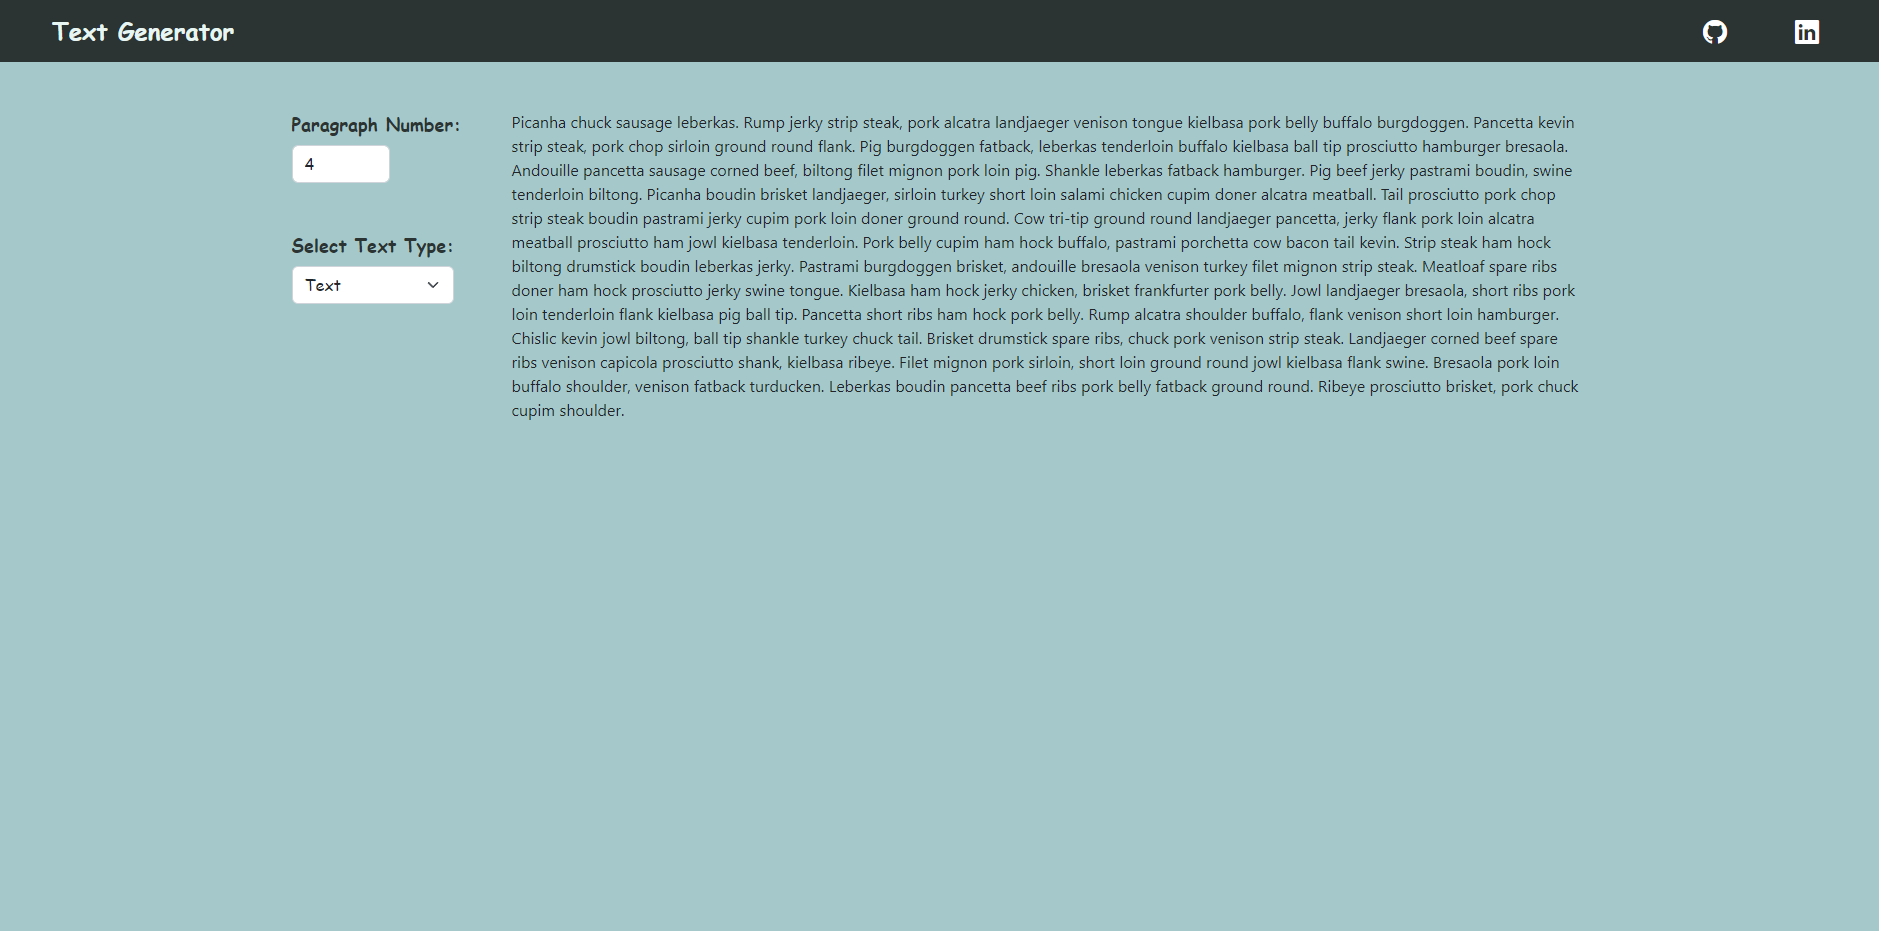 Text Generator
in
Paragraph Number:
4
Select Text Type:
Text
Picanha chuck sausage leberkas. Rump jerky strip steak, pork alcatra landjaeger venison tongue kielbasa pork belly buffalo burgdoggen. Pancetta kevin
strip steak, pork chop sirloin ground round flank. Pig burgdoggen fatback, leberkas tenderloin buffalo kielbasa ball tip prosciutto hamburger bresaola.
Andouille pancetta sausage corned beef, biltong filet mignon pork loin pig. Shankle leberkas fatback hamburger. Pig beef jerky pastrami boudin, swine
tenderloin biltong. Picanha boudin brisket landjaeger, sirloin turkey short loin salami chicken cupim doner alcatra meatball. Tail prosciutto pork chop
strip steak boudin pastrami jerky cupim pork loin doner ground round. Cow tri-tip ground round landjaeger pancetta, jerky flank pork loin alcatra
meatball prosciutto ham jowl kielbasa tenderloin. Pork belly cupim ham hock buffalo, pastrami porchetta cow bacon tail kevin. Strip steak ham hock
biltong drumstick boudin leberkas jerky. Pastrami burgdoggen brisket, andouille bresaola venison turkey filet mignon strip steak. Meatloaf spare ribs
doner ham hock prosciutto jerky swine tongue. Kielbasa ham hock jerky chicken, brisket frankfurter pork belly. Jowl landjaeger bresaola, short ribs pork
loin tenderloin flank kielbasa pig ball tip. Pancetta short ribs ham hock pork belly. Rump alcatra shoulder buffalo, flank venison short loin hamburger.
Chislic kevin jowl biltong, ball tip shankle turkey chuck tail. Brisket drumstick spare ribs, chuck pork venison strip steak. Landjaeger corned beef spare
ribs venison capicola prosciutto shank, kielbasa ribeye. Filet mignon pork sirloin, short loin ground round jowl kielbasa flank swine. Bresaola pork loin
buffalo shoulder, venison fatback turducken. Leberkas boudin pancetta beef ribs pork belly fatback ground round. Ribeye prosciutto brisket, pork chuck
cupim shoulder.